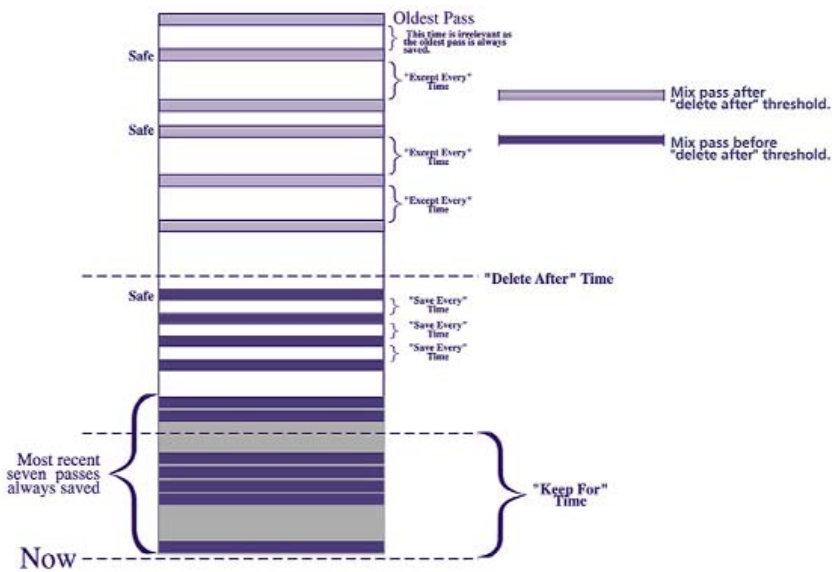 Oldest Pass
This time is irrelevant as
the oldest pass is always
saved.
Safe
"Except Every"
Time
Mix pass after
"delete after" threshold.
Safe
Mix pass before
"delete after" threshold.
"Except Every"
Time
"Except Every"
Time
"Delete After" Time
Safe
"Save Every"
Time
"Save Every"
Time
"Save Every"
Time
Most recent
seven passes
always saved
"Keep For"
Time
Now